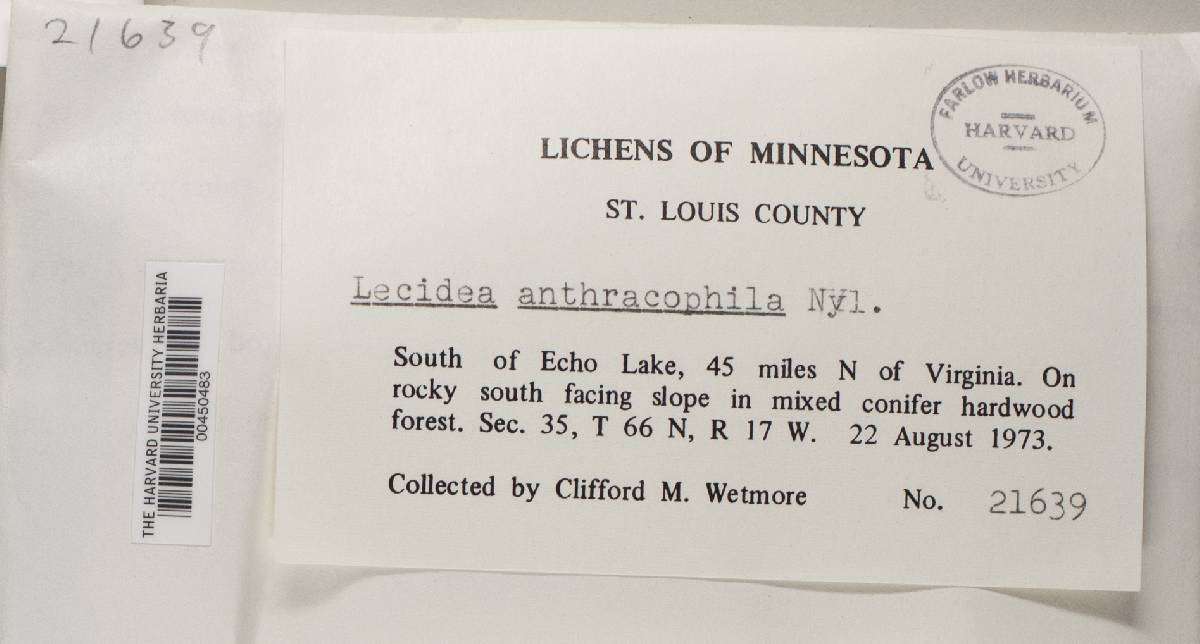 21639
FARLOW HERBARIUM
HARVARD
UNIVERSITY
LICHENS OF MINNESOTA
ST. LOUIS COUNTY
Lecidea anthracophila Nyl.
South of Echo Lake, 45 miles N of Virginia. On
rocky south facing slope in mixed conifer hardwood
forest. Sec. 35, T 66 N, R 17 W. 22 August 1973.
Collected by Clifford M. Wetmore No. 21639
THE HARVARD UNIVERSITY HERBARIA
00450483